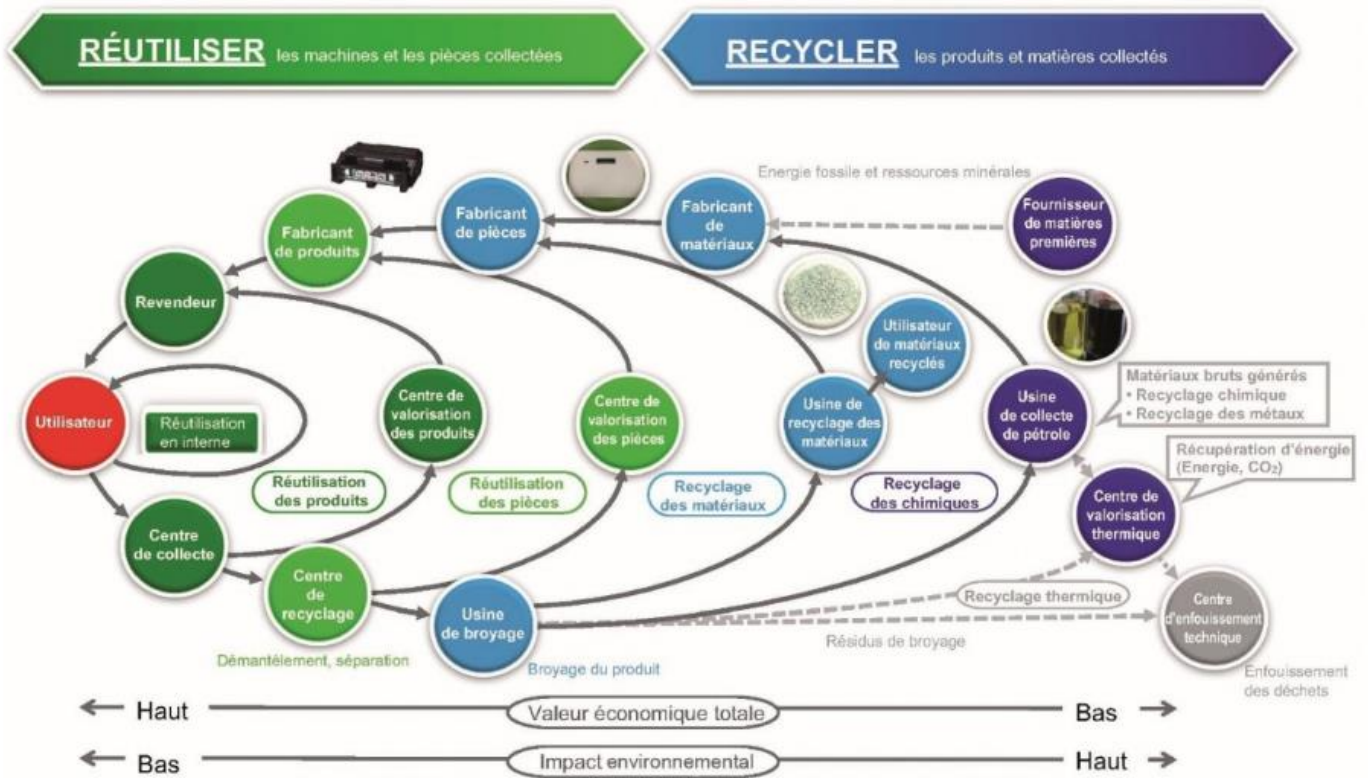 RÉUTILISER les machines et les pièces collectées
RECYCLER les produits et matières collectés
Energie fossile et ressources minérales
Fabricant
de produits
Fabricant
de pièces
Fabricant
de
matériaux
Fournisseur
de matières
premières
Revendeur
Utilisateur
de matériaux
recyclés
Utilisateur
Réutilisation
en interne
Centre de
valorisation
des produits
Centre de
valorisation
des pièces
Usine de
recyclage des
matériaux
Usine
de collecte
de pétrole
Matériaux bruts générés
• Recyclage chimique
• Recyclage des métaux
Récupération d'énergie
(Energie, CO₂)
Réutilisation
des produits
Réutilisation
des pièces
Recyclage
des matériaux
Recyclage
des chimiques
Centre de
valorisation
thermique
Centre
de collecte
Centre
de
recyclage
Usine
de broyage
Recyclage thermique
Résidus de broyage
Centre
d'enfouissement
technique
Démantèlement, séparation
Broyage du produit
Enfouissement
des déchets
Haut
Valeur économique totale
Bas
Bas
Impact environnemental
Haut